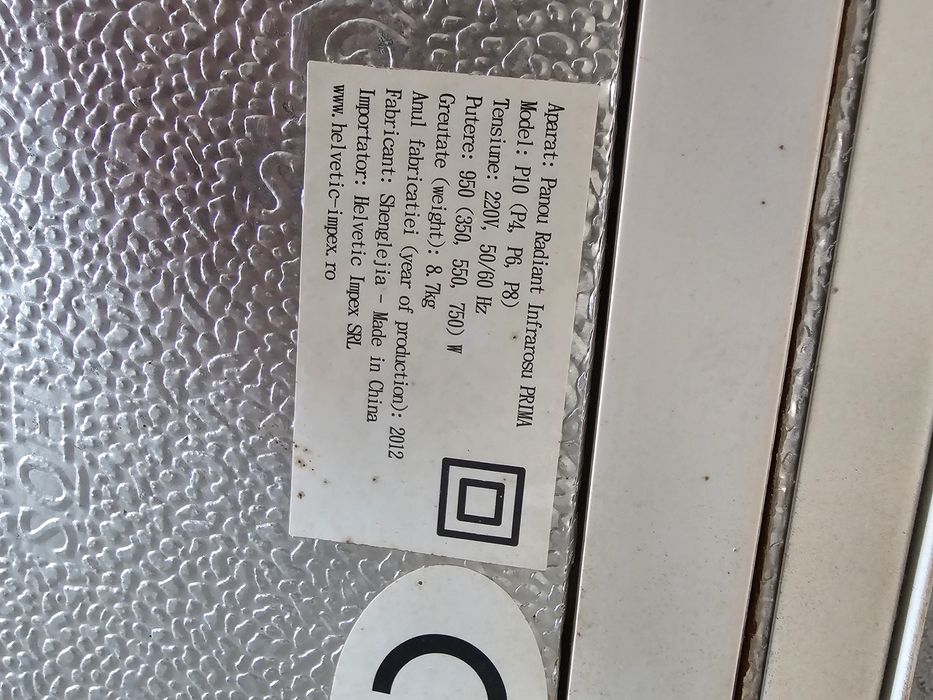 Aparat: Panou Radiant Infrarosu PRIMA
Model: P10 (P4, P6, P8)
Tensiune: 220V, 50/60 Hz
Putere: 950 (350, 550, 750) W
Greutate (weight): 8.7kg
Anul fabricatiei (year of production): 2012
Fabricant: Shenglejia - Made in China
Importator: Helvetic Impex SRL
www.helvetic-impex.ro